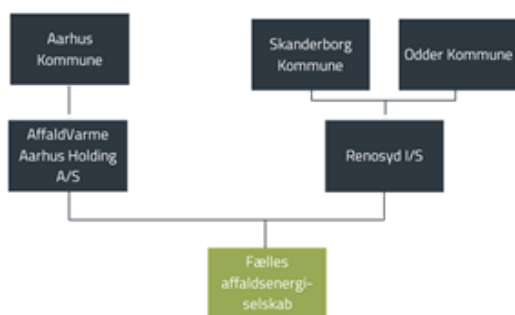 Aarhus
Kommune
Skanderborg
Kommune
Odder Kommune
AffaldVarme
Aarhus Holding
A/S
Renosyd I/S
Fælles
affaldsenergi-
selskab